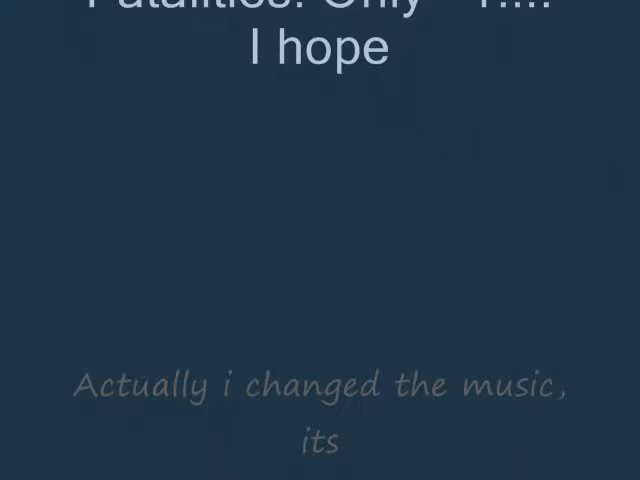 Fatalities: Only
I hope
Actually i changed the music,
its